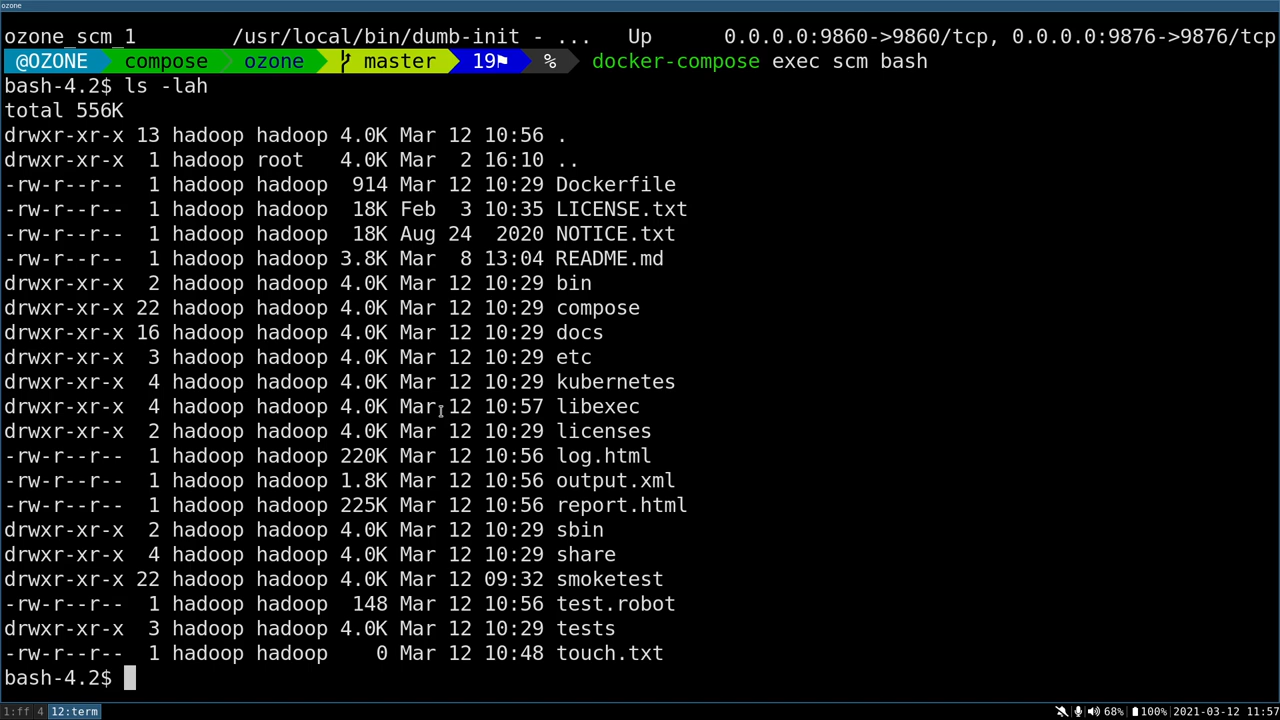 ozone
ozone_scm_1        /usr/local/bin/dumb-init - ...   Up      0.0.0.0:9860->9860/tcp, 0.0.0.0:9876->9876/tcp
@OZONE compose ozone master 19⚑ % docker-compose exec scm bash
bash-4.2$ ls -lah
total 556K
drwxr-xr-x 13 hadoop hadoop 4.0K Mar 12 10:56 .
drwxr-xr-x  1 hadoop root   4.0K Mar  2 16:10 ..
-rw-r--r--  1 hadoop hadoop  914 Mar 12 10:29 Dockerfile
-rw-r--r--  1 hadoop hadoop  18K Feb  3 10:35 LICENSE.txt
-rw-r--r--  1 hadoop hadoop  18K Aug 24  2020 NOTICE.txt
-rw-r--r--  1 hadoop hadoop 3.8K Mar  8 13:04 README.md
drwxr-xr-x  2 hadoop hadoop 4.0K Mar 12 10:29 bin
drwxr-xr-x 22 hadoop hadoop 4.0K Mar 12 10:29 compose
drwxr-xr-x 16 hadoop hadoop 4.0K Mar 12 10:29 docs
drwxr-xr-x  3 hadoop hadoop 4.0K Mar 12 10:29 etc
drwxr-xr-x  4 hadoop hadoop 4.0K Mar 12 10:29 kubernetes
drwxr-xr-x  4 hadoop hadoop 4.0K Mar 12 10:57 libexec
drwxr-xr-x  2 hadoop hadoop 4.0K Mar 12 10:29 licenses
-rw-r--r--  1 hadoop hadoop 220K Mar 12 10:56 log.html
-rw-r--r--  1 hadoop hadoop 1.8K Mar 12 10:56 output.xml
-rw-r--r--  1 hadoop hadoop 225K Mar 12 10:56 report.html
drwxr-xr-x  2 hadoop hadoop 4.0K Mar 12 10:29 sbin
drwxr-xr-x  4 hadoop hadoop 4.0K Mar 12 10:29 share
drwxr-xr-x 22 hadoop hadoop 4.0K Mar 12 09:32 smoketest
-rw-r--r--  1 hadoop hadoop  148 Mar 12 10:56 test.robot
drwxr-xr-x  3 hadoop hadoop 4.0K Mar 12 10:29 tests
-rw-r--r--  1 hadoop hadoop    0 Mar 12 10:48 touch.txt
bash-4.2$
1:ff 4 12:term 68% 100% 2021-03-12 11:57